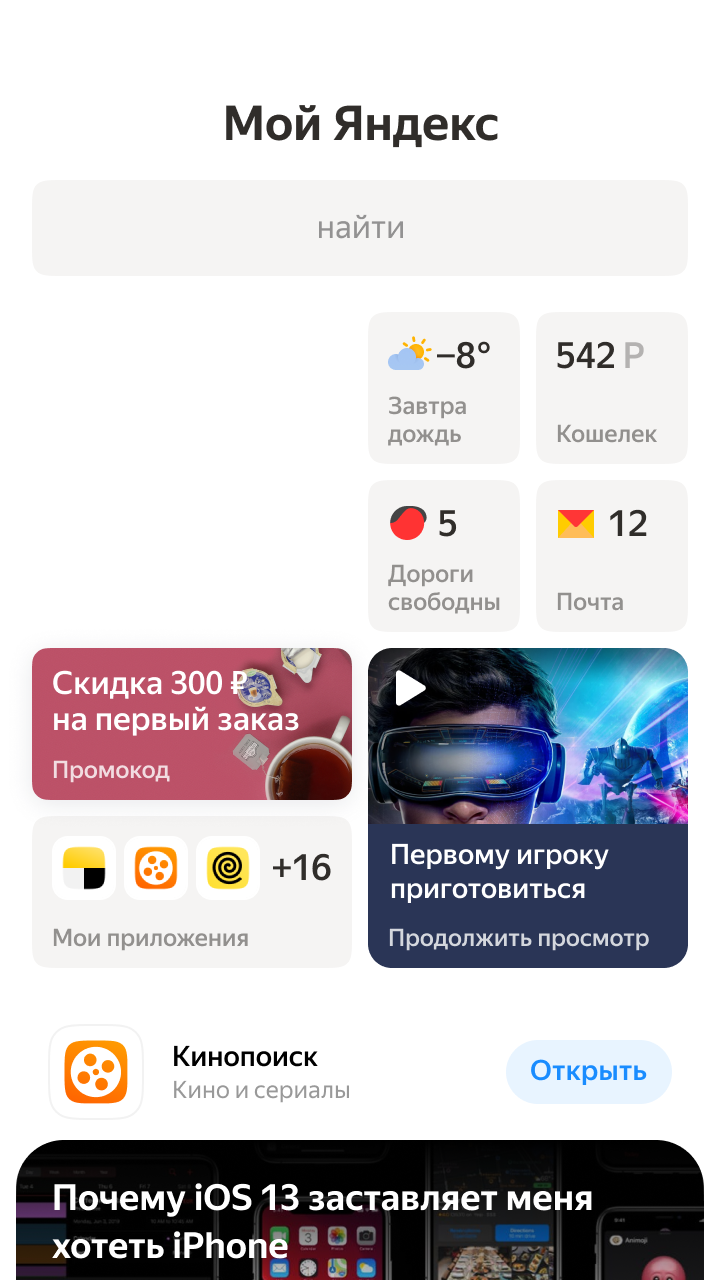 Мой Яндекс
найти
–8°
Завтра
дождь
542 Р
Кошелек
5
Дороги
свободны
12
Почта
Скидка 300 ₽
на первый заказ
Промокод
Первому игроку
приготовиться
Продолжить просмотр
+16
Мои приложения
Кинопоиск
Кино и сериалы
Открыть
Почему iOS 13 заставляет меня
хотеть iPhone
3
Animoji